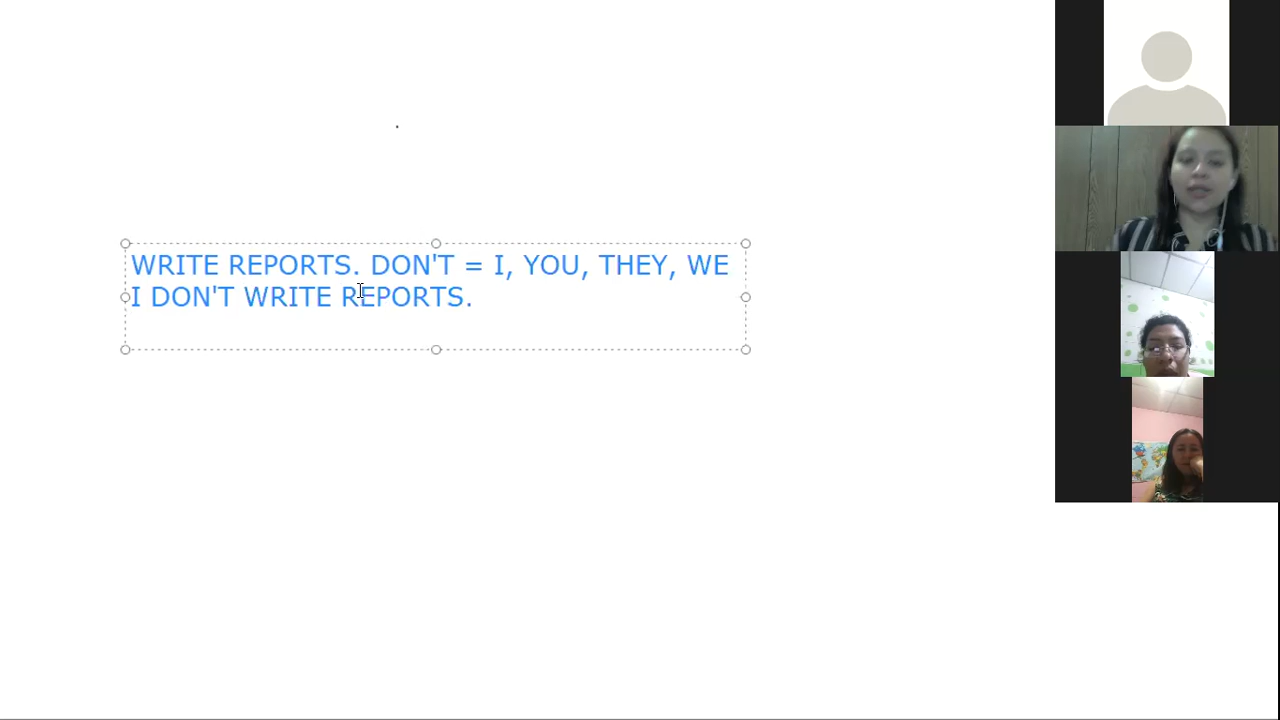 WRITE REPORTS. DON'T = I, YOU, THEY, WE
I DON'T WRITE REPORTS.